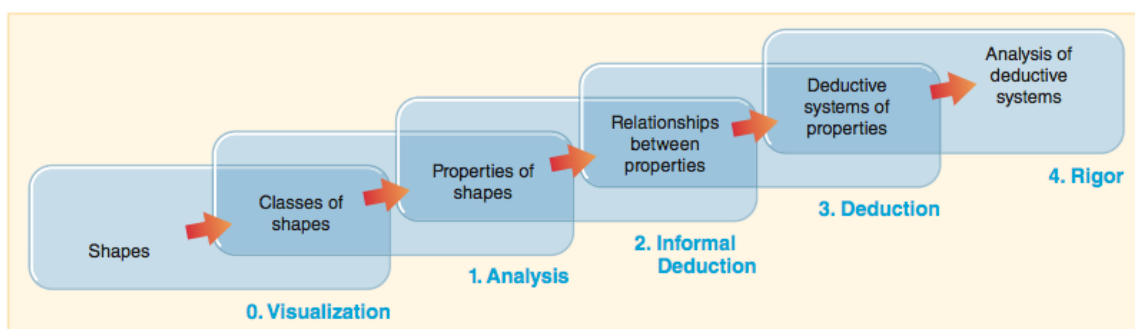 Shapes
0. Visualization
Classes of
shapes
1. Analysis
Properties of
shapes
2. Informal
Deduction
Relationships
between
properties
3. Deduction
Deductive
systems of
properties
4. Rigor
Analysis of
deductive
systems